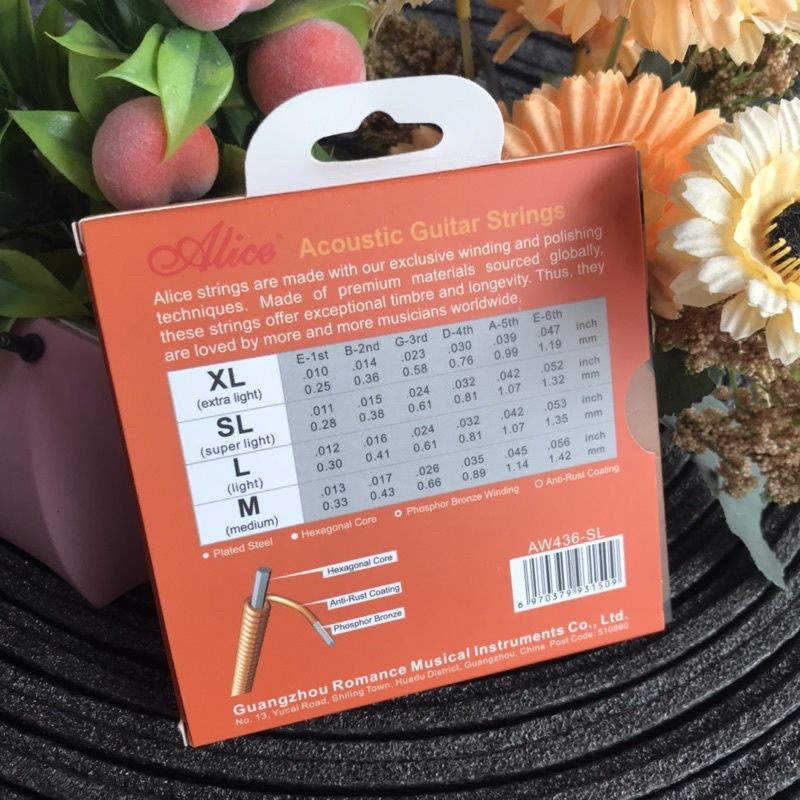 Alice® Acoustic Guitar Strings
Alice strings are made with our exclusive winding and polishing
techniques. Made of premium materials sourced globally,
these strings offer exceptional timbre and longevity. Thus, they
are loved by more and more musicians worldwide.
E-1st B-2nd G-3rd D-4th A-5th E-6th
XL (extra light)
.010 .014 .023 .030 .039 .047 inch
0.25 0.36 0.58 0.76 0.99 1.19 mm
SL (super light)
.011 .015 .024 .032 .042 .052 inch
0.28 0.38 0.61 0.81 1.07 1.32 mm
L (light)
.012 .016 .024 .032 .042 .053 inch
0.30 0.41 0.61 0.81 1.07 1.35 mm
M (medium)
.013 .017 .026 .035 .045 .056 inch
0.33 0.43 0.66 0.89 1.14 1.42 mm
Plated Steel Hexagonal Core Phosphor Bronze Winding Anti-Rust Coating
Hexagonal Core
Anti-Rust Coating
Phosphor Bronze
AW436-SL
6 970379 931509
Guangzhou Romance Musical Instruments Co., Ltd.
No. 13, Yucai Road, Shiling Town, Huadu District, Guangzhou, China Post Code: 510860